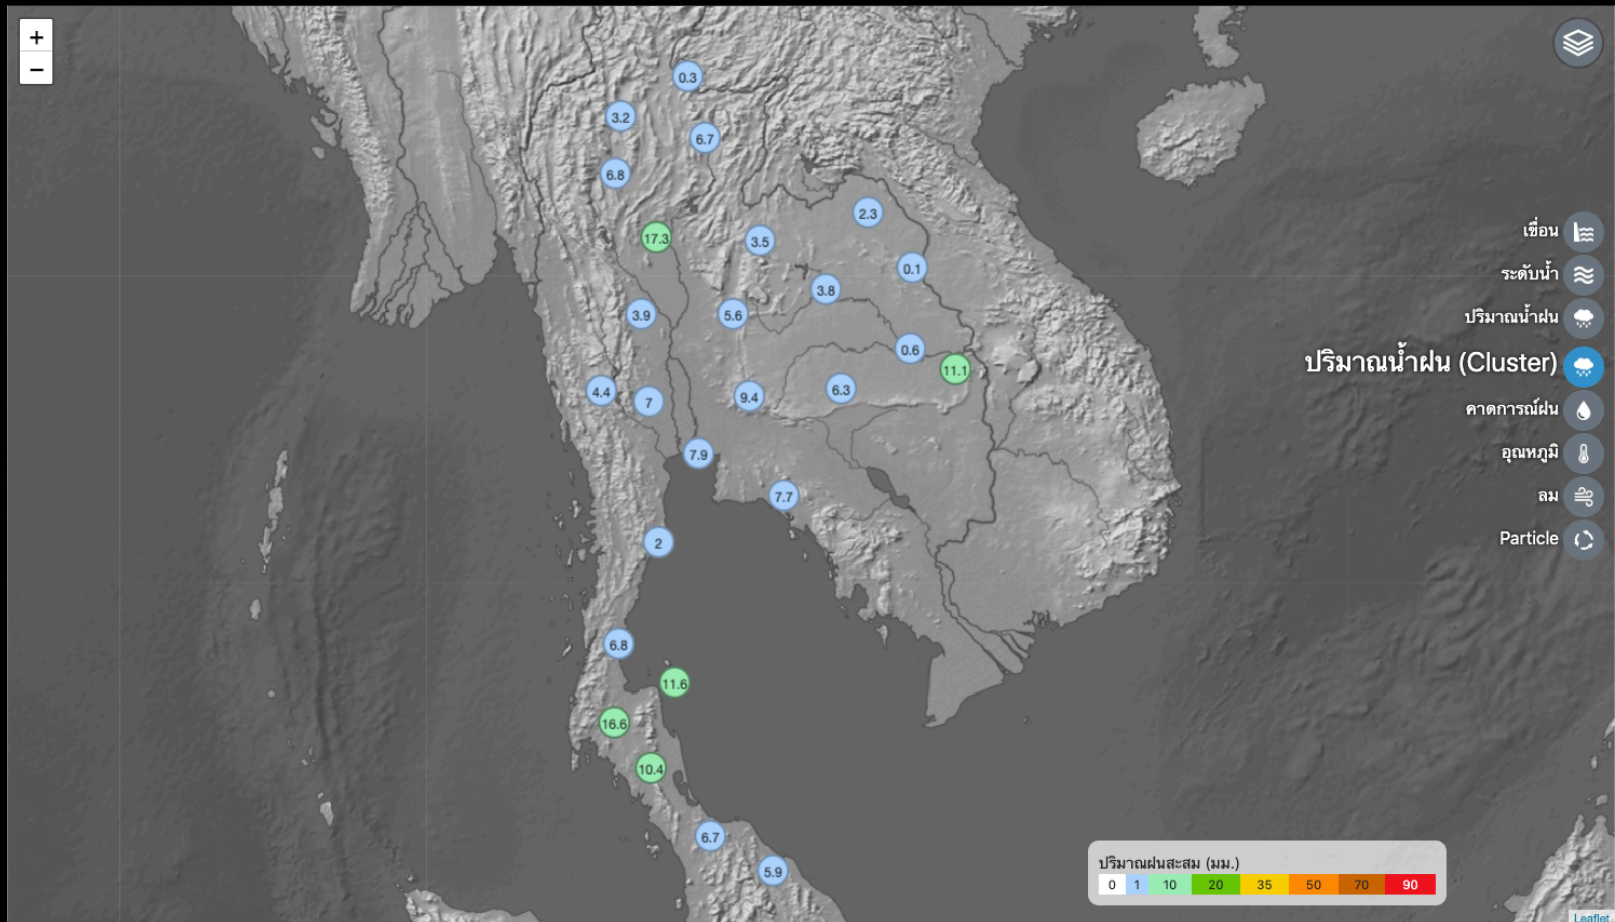 +
−
0.3
3.2
6.7
6.8
2.3
17.3
3.5
0.1
3.8
3.9
5.6
0.6
11.1
4.4
7
9.4
6.3
7.9
7.7
2
6.8
11.6
16.6
10.4
6.7
5.9
เขื่อน
ระดับน้ำ
ปริมาณน้ำฝน
ปริมาณน้ำฝน (Cluster)
คาดการณ์ฝน
อุณหภูมิ
ลม
Particle
ปริมาณฝนสะสม (มม.)
0 1 10 20 35 50 70 90
Leaflet